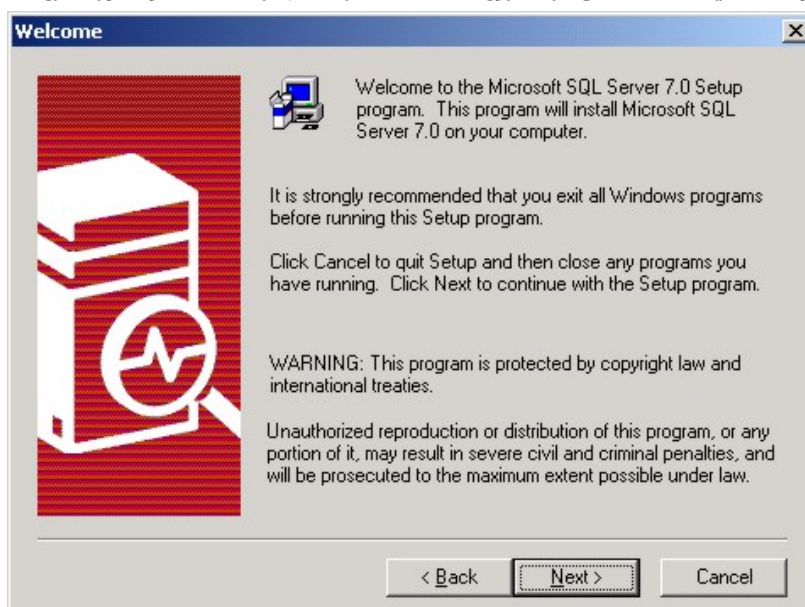 Welcome
Welcome to the Microsoft SQL Server 7.0 Setup
program. This program will install Microsoft SQL
Server 7.0 on your computer.
It is strongly recommended that you exit all Windows programs
before running this Setup program.
Click Cancel to quit Setup and then close any programs you
have running. Click Next to continue with the Setup program.
WARNING: This program is protected by copyright law and
international treaties.
Unauthorized reproduction or distribution of this program, or any
portion of it, may result in severe civil and criminal penalties, and
will be prosecuted to the maximum extent possible under law.
< Back
Next >
Cancel